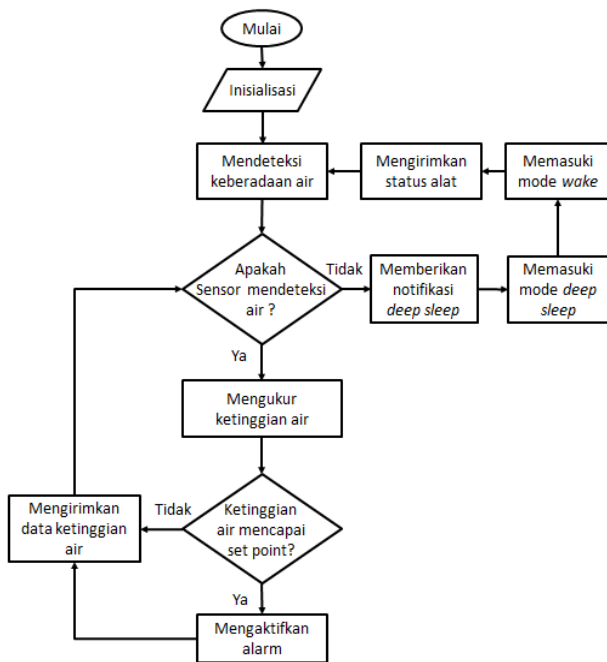 Mulai
Inisialisasi
Mendeteksi
keberadaan air
Mengirimkan
status alat
Memasuki
mode wake
Apakah
Sensor mendeteksi
air ?
Tidak
Memberikan
notifikasi
deep sleep
Memasuki
mode deep
sleep
Ya
Mengukur
ketinggian air
Mengirimkan
data ketinggian
air
Tidak
Ketinggian
air mencapai
set point?
Ya
Mengaktifkan
alarm